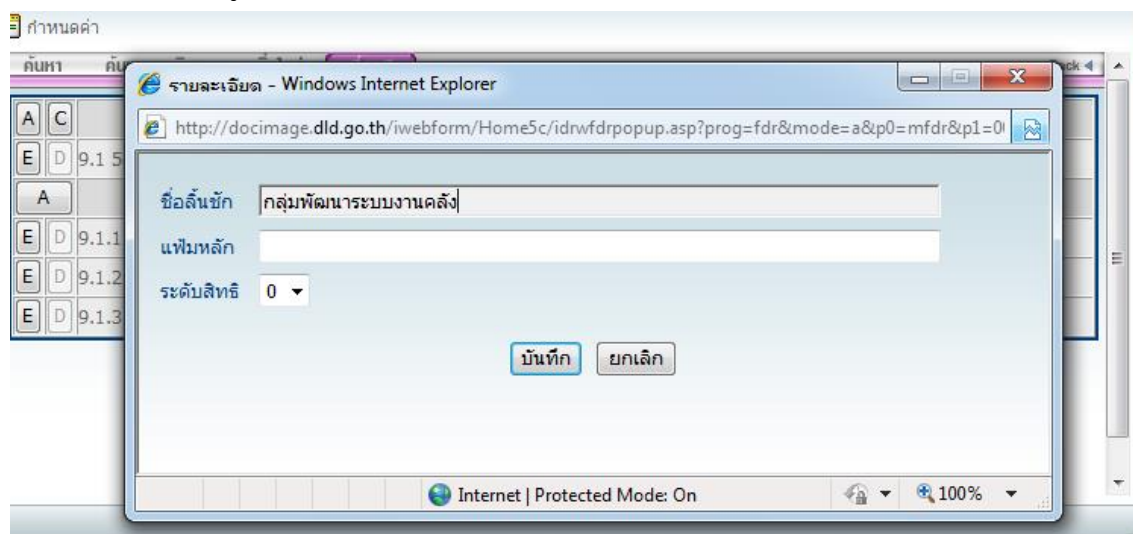 กำหนดค่า
ค้นหา
รายละเอียด - Windows Internet Explorer
A C
http://docimage.dld.go.th/iwebform/Home5c/idrwfdrpopup.asp?prog=fdr&mode=a&p0=mfdr&p1=0
E D 9.1 5
A
ชื่อลิ้นชัก กลุ่มพัฒนาระบบงานคลัง
E D 9.1.1
แฟ้มหลัก
E D 9.1.2
ระดับสิทธิ 0
E D 9.1.3
บันทึก ยกเลิก
Internet | Protected Mode: On 100%